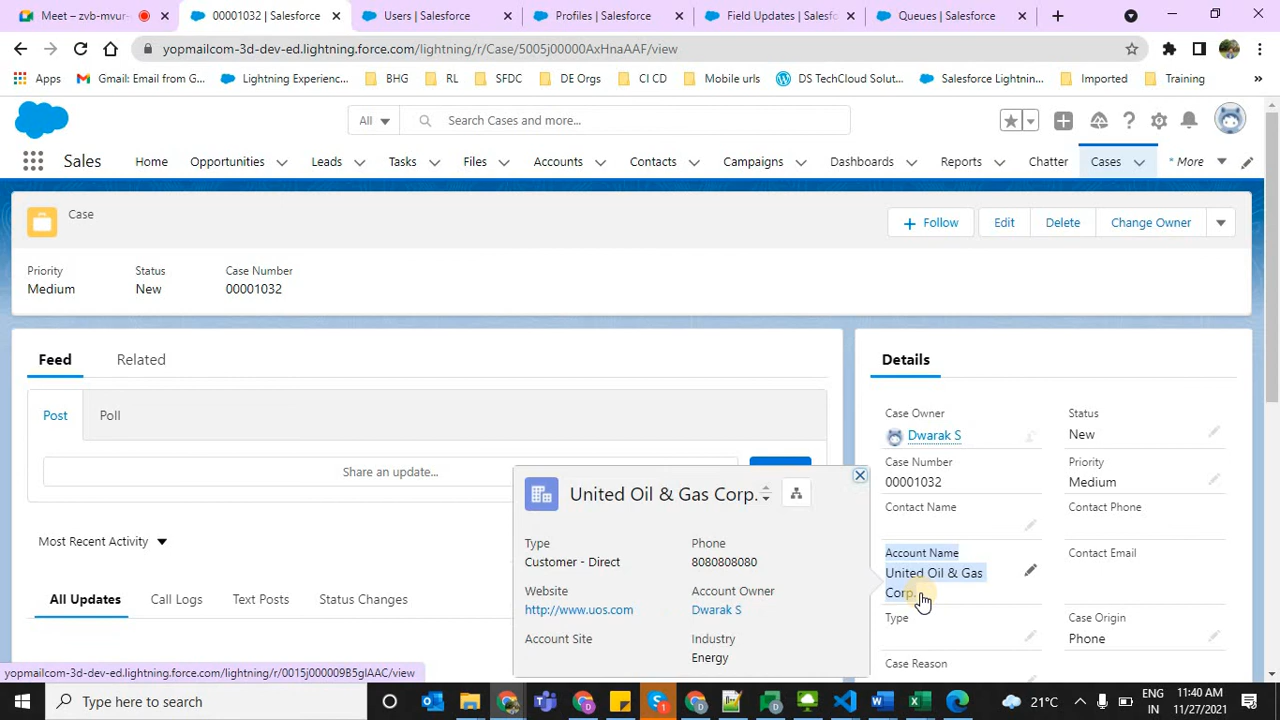 Meet – zvb-mvur-
00001032 | Salesforce
Users | Salesforce
Profiles | Salesforce
Field Updates | Salesfo
Queues | Salesforce
yopmailcom-3d-dev-ed.lightning.force.com/lightning/r/Case/5005j00000AxHnaAAF/view
Apps
Gmail: Email from G...
Lightning Experienc...
BHG
RL
SFDC
DE Orgs
CI CD
Mobile urls
DS TechCloud Solut...
Salesforce Lightnin...
Imported
Training
»
All
Search Cases and more...
Sales
Home
Opportunities
Leads
Tasks
Files
Accounts
Contacts
Campaigns
Dashboards
Reports
Chatter
Cases
* More
Case
+ Follow
Edit
Delete
Change Owner
Priority
Status
Case Number
Medium
New
00001032
Feed
Related
Details
Post
Poll
Share an update...
Most Recent Activity
All Updates
Call Logs
Text Posts
Status Changes
United Oil & Gas Corp.
Type
Phone
Customer - Direct
8080808080
Website
Account Owner
http://www.uos.com
Dwarak S
Account Site
Industry
Energy
Case Owner
Status
Dwarak S
New
Case Number
Priority
00001032
Medium
Contact Name
Contact Phone
Account Name
Contact Email
United Oil & Gas
Corp.
Type
Case Origin
Phone
Case Reason
yopmailcom-3d-dev-ed.lightning.force.com/lightning/r/0015j000009B5glAAC/view
Type here to search
21°C
ENG
IN
11:40 AM
11/27/2021